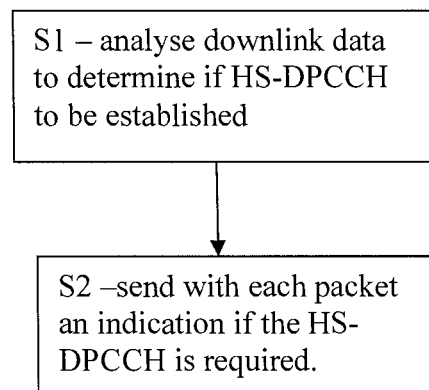 S1 – analyse downlink data
to determine if HS-DPCCH
to be established
S2 –send with each packet
an indication if the HS-
DPCCH is required.